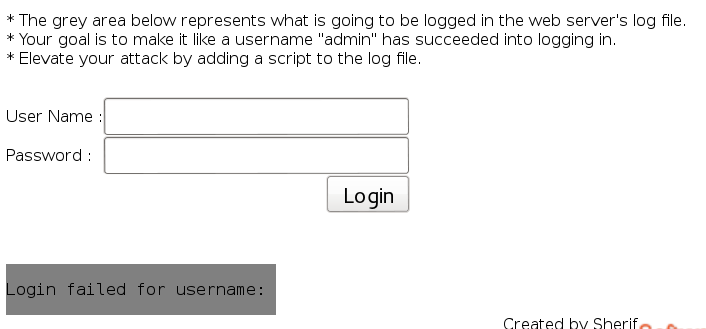 * The grey area below represents what is going to be logged in the web server's log file.
* Your goal is to make it like a username "admin" has succeeded into logging in.
* Elevate your attack by adding a script to the log file.
User Name :
Password :
Login
Login failed for username:
Created by Sherif